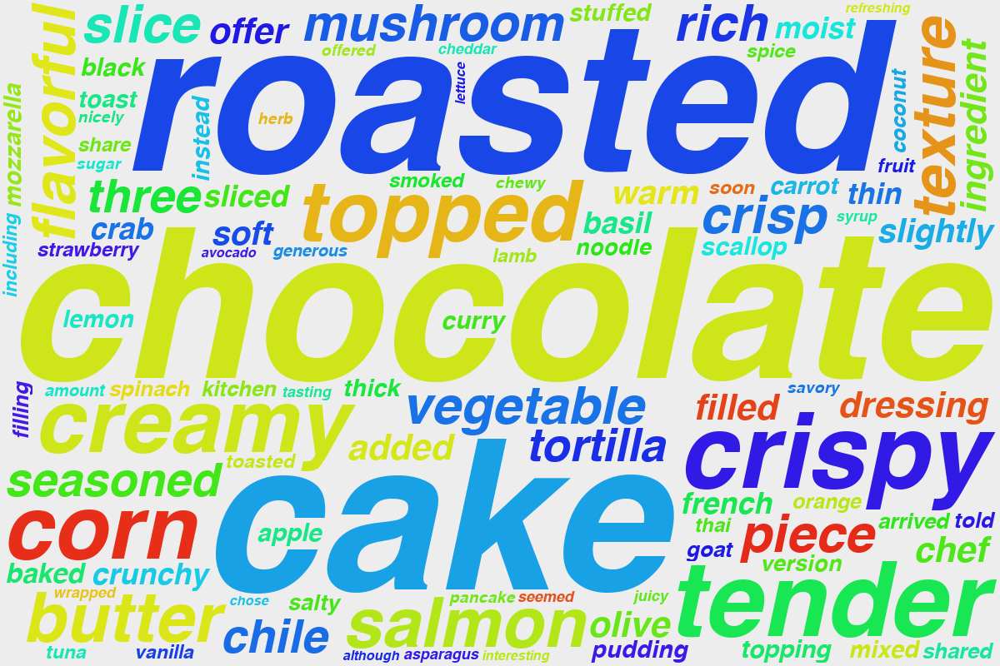 refreshing
slice
offer
mushroom
stuffed
rich
moist
flavorful
offered
cheddar
spice
texture
ingredient
black
roasted
lettuce
coconut
toast
nicely
instead
herb
mozzarella
share
sugar
fruit
three
sliced
smoked
chewy
topped
warm
soon
carrot
thin
crab
soft
basil
crisp
syrup
slightly
strawberry
avocado
generous
lamb
noodle
scallop
including
chocolate
lemon
curry
filling
amount
spinach
kitchen
tasting
thick
vegetable
savory
filled
dressing
creamy
added
tortilla
crispy
toasted
seasoned
cake
french
orange
corn
apple
thai
piece
arrived
told
goat
version
chef
baked
crunchy
wrapped
chose
salty
pancake
seemed
juicy
tender
butter
chile
salmon
olive
tuna
vanilla
although
asparagus
interesting
pudding
topping
mixed
shared